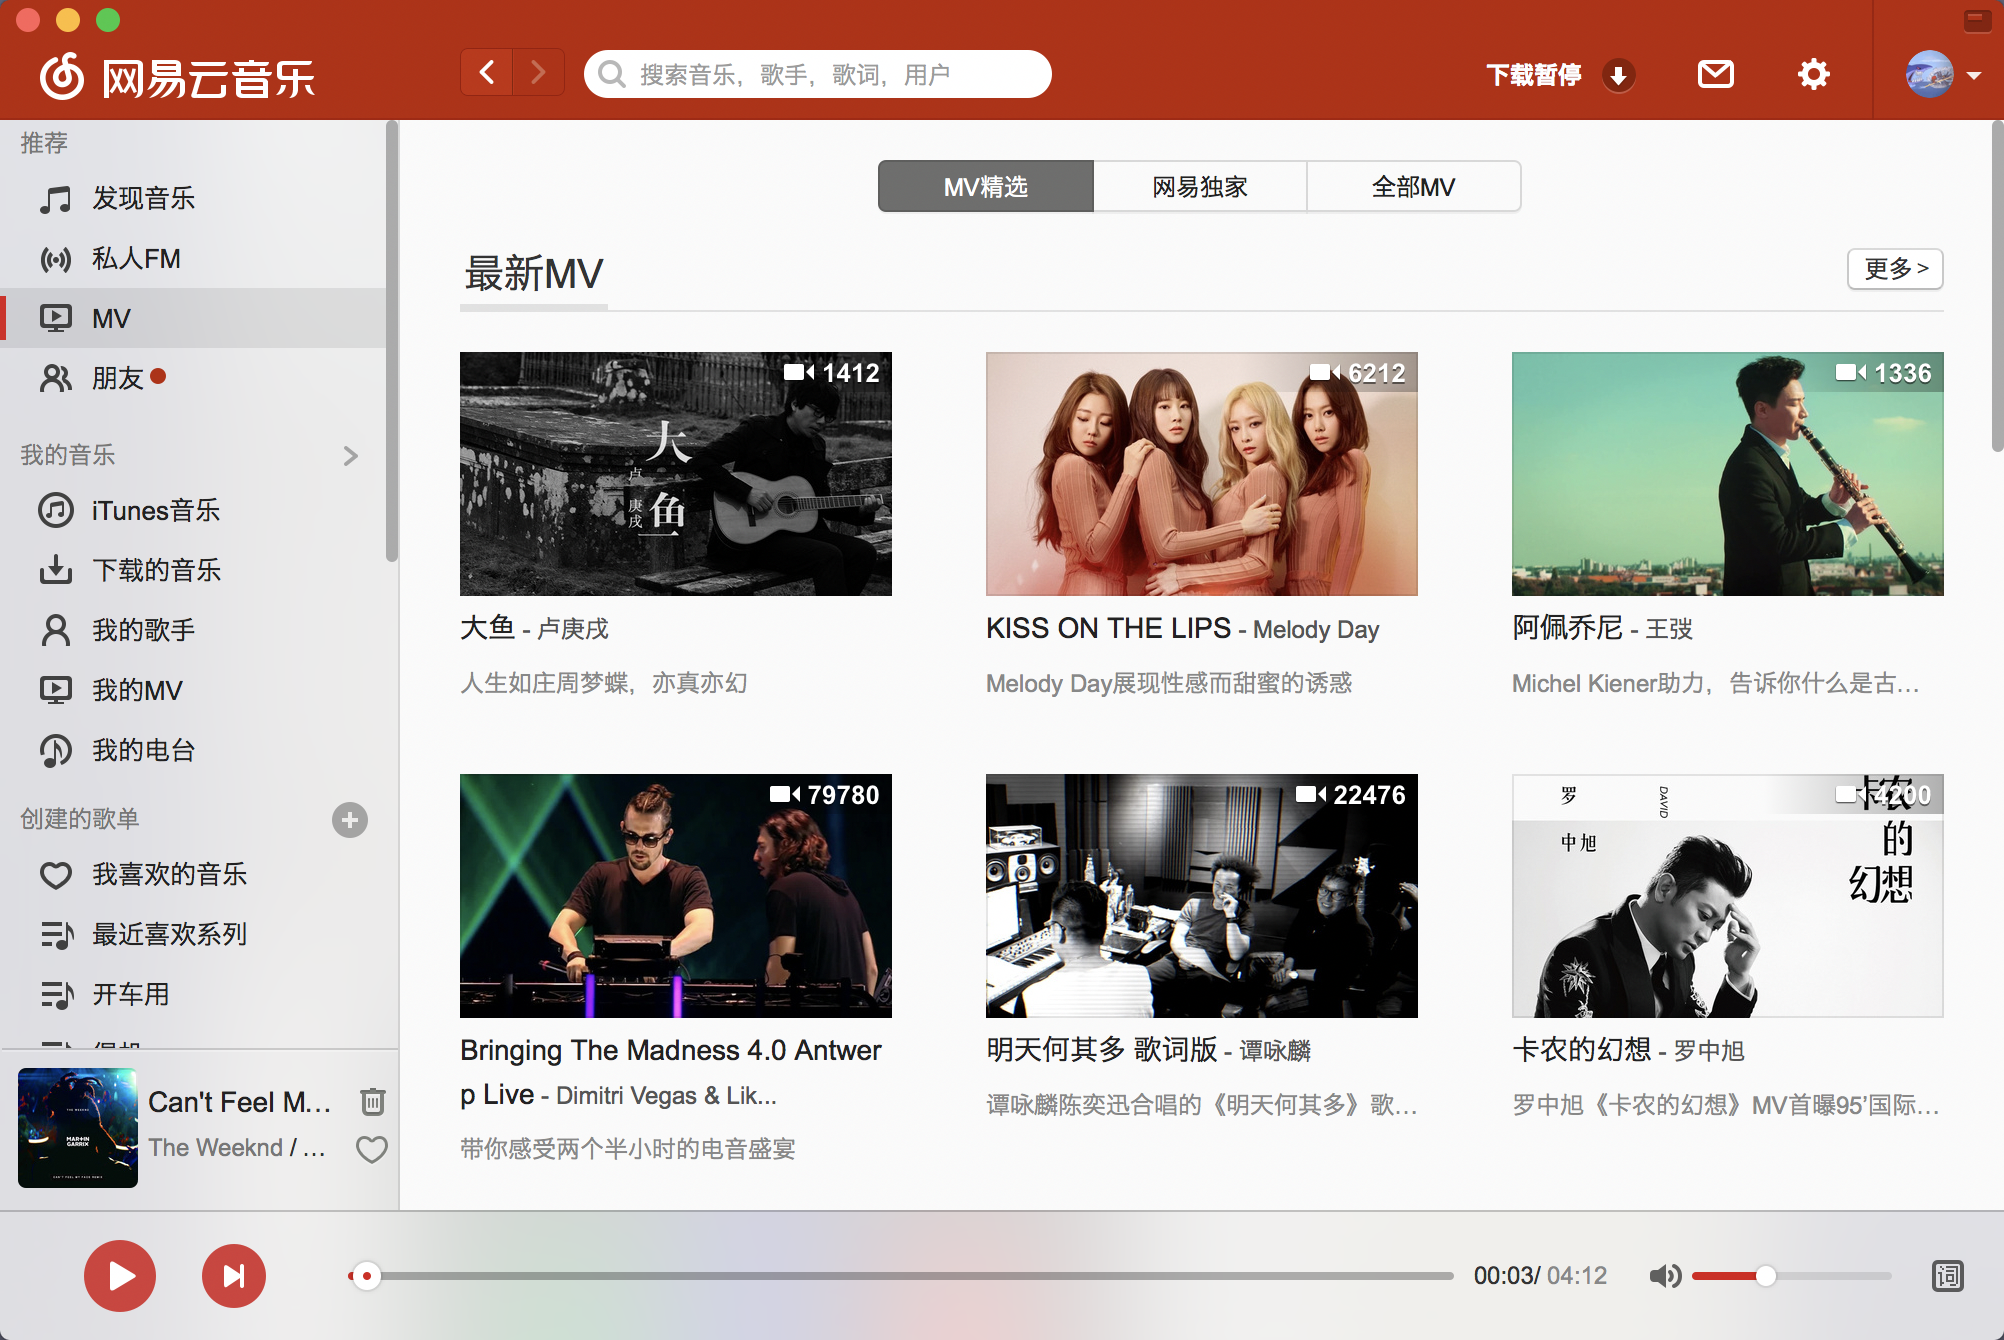 网易云音乐
搜索音乐，歌手，歌词，用户
下载暂停
推荐
发现音乐
私人FM
MV
朋友
我的音乐
iTunes音乐
下载的音乐
我的歌手
我的MV
我的电台
创建的歌单
我喜欢的音乐
最近喜欢系列
开车用
Can't Feel M...
The Weeknd / ...
MARTIN
GARRIX
MV精选
网易独家
全部MV
最新MV
更多 >
1412
大鱼
卢庚戌
大鱼 - 卢庚戌
人生如庄周梦蝶，亦真亦幻
6212
KISS ON THE LIPS - Melody Day
Melody Day展现性感而甜蜜的诱惑
1336
阿佩乔尼 - 王弢
Michel Kiener助力，告诉你什么是古...
79780
Bringing The Madness 4.0 Antwer
p Live - Dimitri Vegas & Lik...
带你感受两个半小时的电音盛宴
22476
明天何其多 歌词版 - 谭咏麟
谭咏麟陈奕迅合唱的《明天何其多》歌...
4200
罗
中旭
DAVID
卡农
的
幻想
卡农的幻想 - 罗中旭
罗中旭《卡农的幻想》MV首曝95'国际...
00:03/ 04:12
词